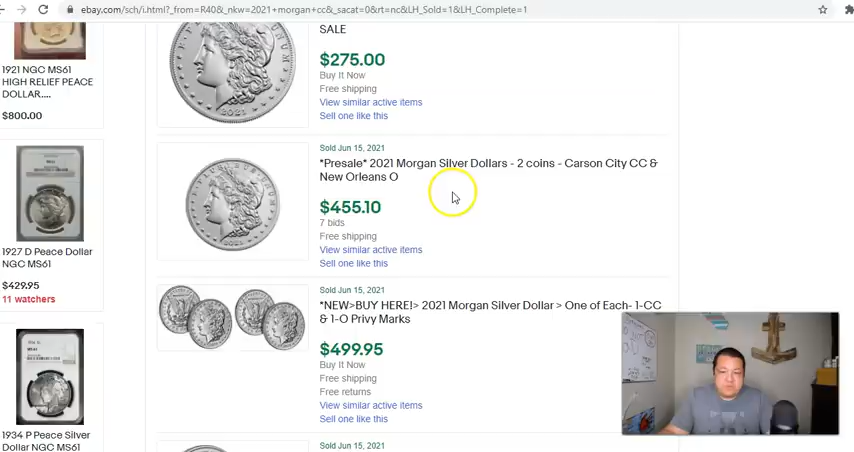 ebay.com/sch/i.html?_from=R40&_nkw=2021+morgan+cc&_sacat=0&rt=nc&LH_Sold=1&LH_Complete=1
1921 NGC MS61
HIGH RELIEF PEACE
DOLLAR....
$800.00
1927 D Peace Dollar
NGC MS61
$429.95
11 watchers
1934 P Peace Silver
Dollar NGC MS61
SALE
$275.00
Buy It Now
Free shipping
View similar active items
Sell one like this
Sold Jun 15, 2021
*Presale* 2021 Morgan Silver Dollars - 2 coins - Carson City CC &
New Orleans O
$455.10
7 bids
Free shipping
View similar active items
Sell one like this
Sold Jun 15, 2021
*NEW>BUY HERE!> 2021 Morgan Silver Dollar > One of Each- 1-CC
& 1-O Privy Marks
$499.95
Buy It Now
Free shipping
Free returns
View similar active items
Sell one like this
Sold Jun 15, 2021